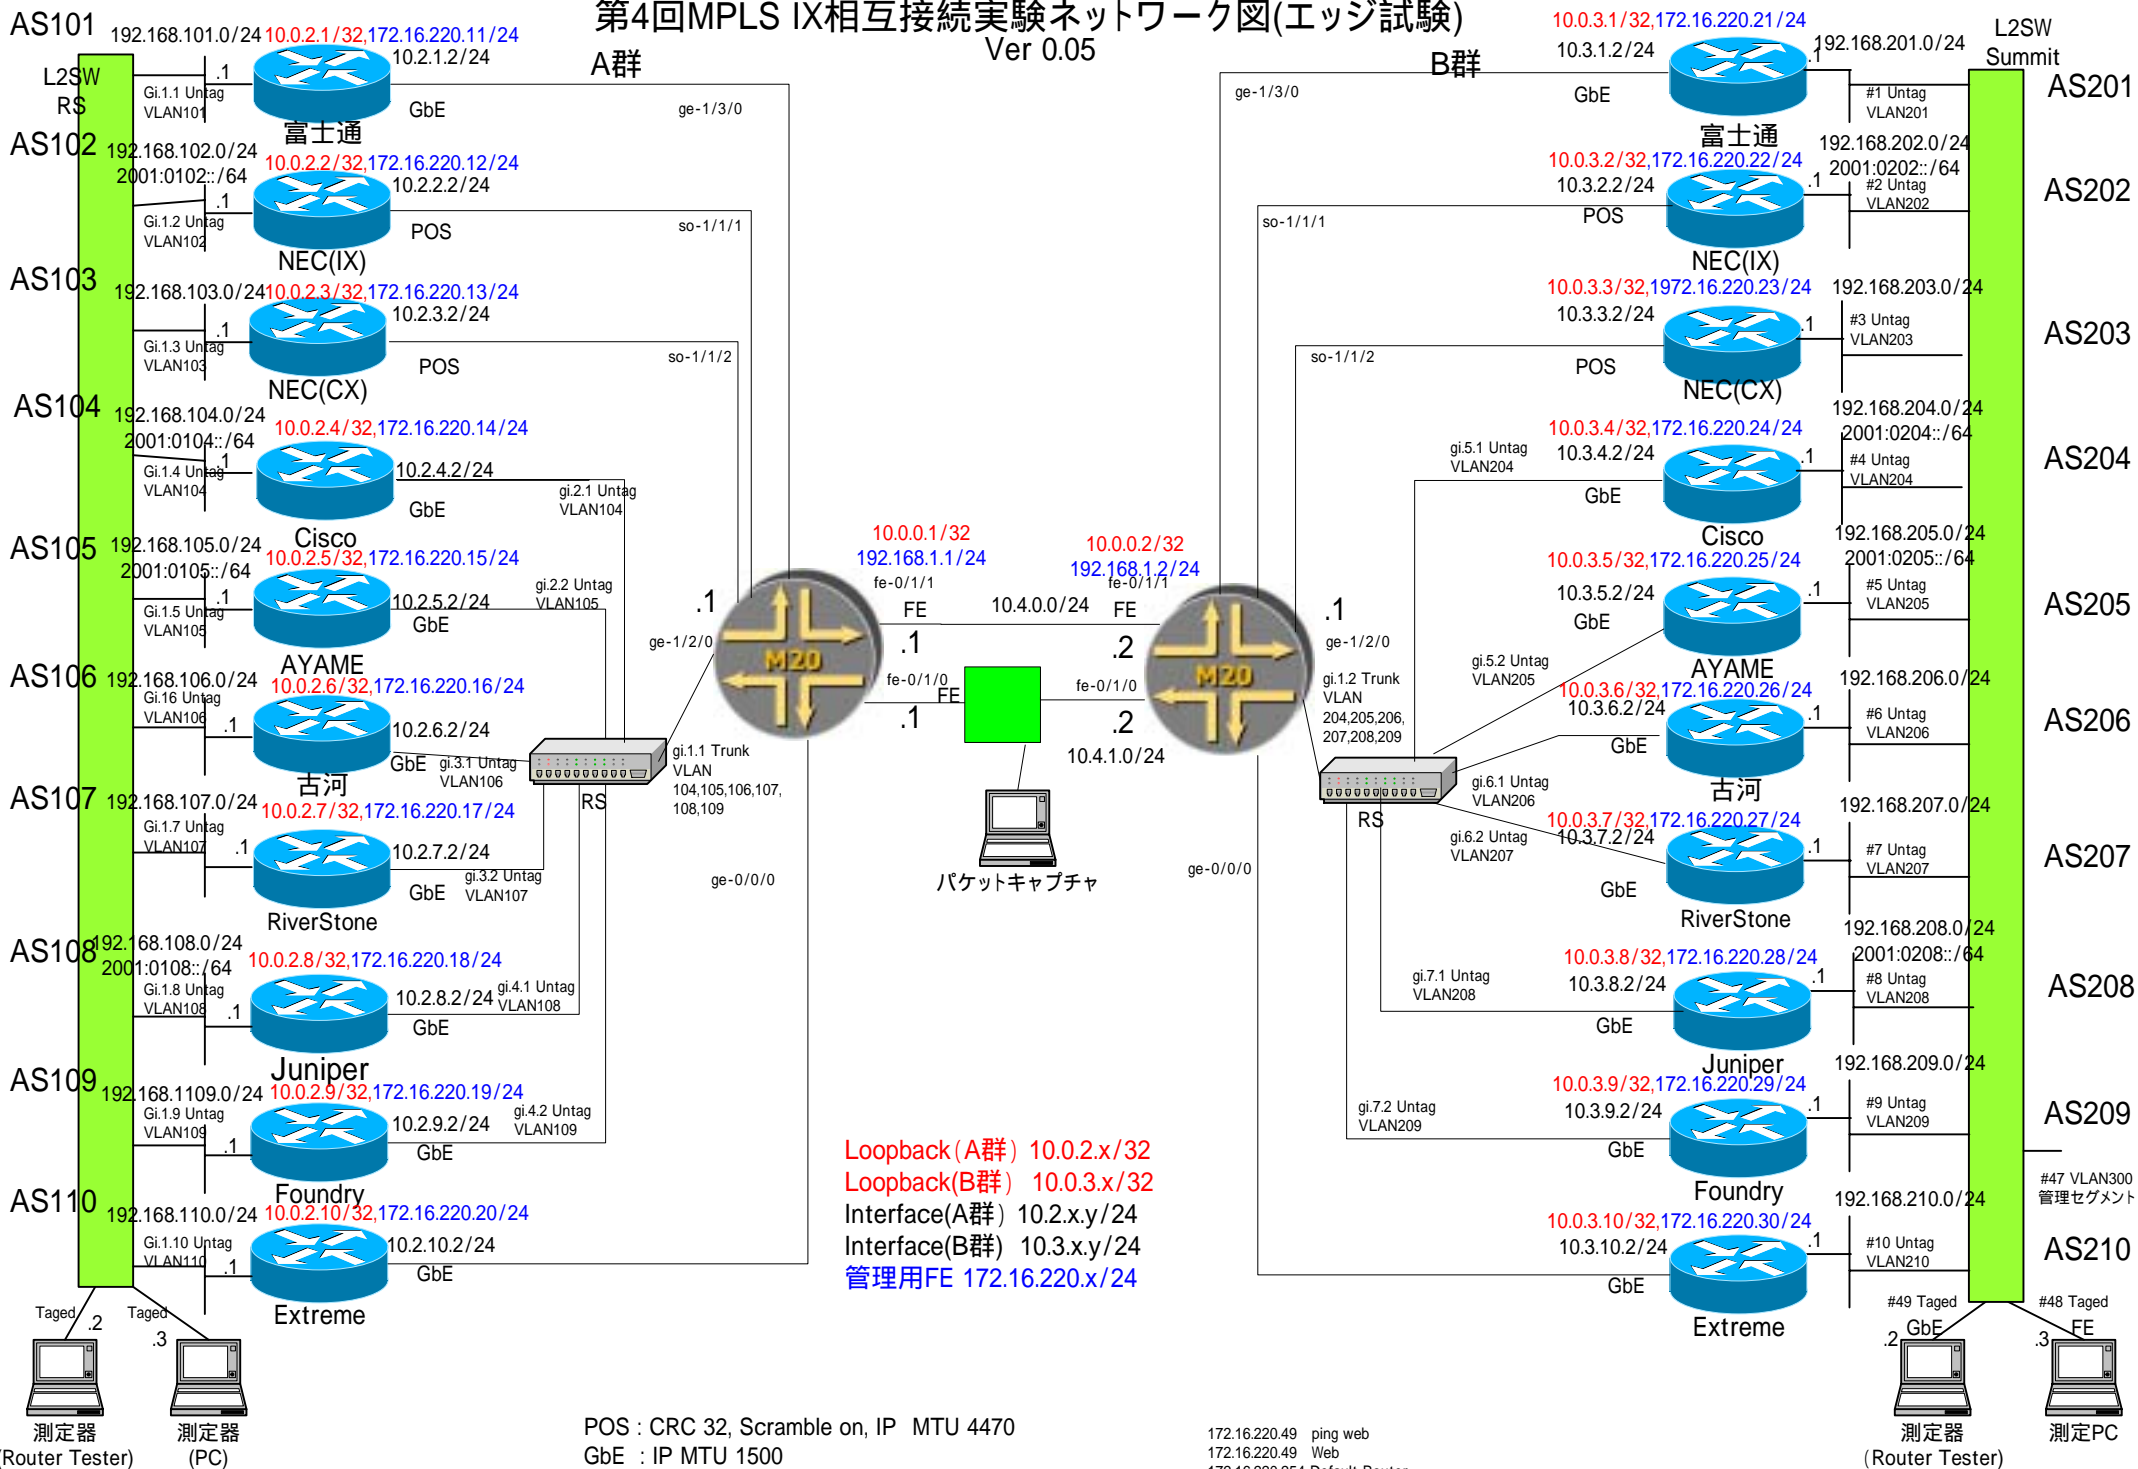 第4回MPLS IX相互接続実験ネットワーク図(エッジ試験)
Ver 0.05
A群
B群
AS101
192.168.101.0/24
10.0.2.1/32,172.16.220.11/24
10.2.1.2/24
L2SW
RS
.1
Gi.1.1 Untag
VLAN101
GbE
ge-1/3/0
富士通
AS102
192.168.102.0/24
2001:0102::/64
10.0.2.2/32,172.16.220.12/24
10.2.2.2/24
.1
Gi.1.2 Untag
VLAN102
POS
so-1/1/1
NEC(IX)
AS103
192.168.103.0/24
10.0.2.3/32,172.16.220.13/24
10.2.3.2/24
.1
Gi.1.3 Untag
VLAN103
POS
so-1/1/2
NEC(CX)
AS104
192.168.104.0/24
2001:0104::/64
10.0.2.4/32,172.16.220.14/24
10.2.4.2/24
.1
Gi.1.4 Untag
VLAN104
GbE
gi.2.1 Untag
VLAN104
Cisco
AS105
192.168.105.0/24
2001:0105::/64
10.0.2.5/32,172.16.220.15/24
10.2.5.2/24
.1
Gi.1.5 Untag
VLAN105
GbE
gi.2.2 Untag
VLAN105
AYAME
AS106
192.168.106.0/24
10.0.2.6/32,172.16.220.16/24
10.2.6.2/24
Gi.16 Untag
VLAN106
.1
GbE
gi.3.1 Untag
VLAN106
古河
AS107
192.168.107.0/24
10.0.2.7/32,172.16.220.17/24
10.2.7.2/24
Gi.1.7 Untag
VLAN107
.1
GbE
gi.3.2 Untag
VLAN107
RiverStone
AS108
192.168.108.0/24
2001:0108::/64
10.0.2.8/32,172.16.220.18/24
10.2.8.2/24
Gi.1.8 Untag
VLAN108
.1
GbE
gi.4.1 Untag
VLAN108
Juniper
AS109
192.168.1109.0/24
10.0.2.9/32,172.16.220.19/24
10.2.9.2/24
Gi.1.9 Untag
VLAN109
.1
GbE
gi.4.2 Untag
VLAN109
Foundry
AS110
192.168.110.0/24
10.0.2.10/32,172.16.220.20/24
10.2.10.2/24
Gi.1.10 Untag
VLAN110
.1
GbE
Extreme
Taged
.2
Taged
.3
測定器
(Router Tester)
測定器
(PC)
RS
gi.1.1 Trunk
VLAN
104,105,106,107,
108,109
ge-1/2/0
.1
ge-0/0/0
M20
10.0.0.1/32
192.168.1.1/24
fe-0/1/1
FE
.1
fe-0/1/0
FE
.1
10.4.0.0/24
10.0.0.2/32
192.168.1.2/24
fe-0/1/1
FE
.2
fe-0/1/0
.2
10.4.1.0/24
パケットキャプチャ
M20
.1
ge-1/2/0
gi.1.2 Trunk
VLAN
204,205,206,
207,208,209
ge-0/0/0
RS
Loopback(A群) 10.0.2.x/32
Loopback(B群) 10.0.3.x/32
Interface(A群) 10.2.x.y/24
Interface(B群) 10.3.x.y/24
管理用FE 172.16.220.x/24
POS : CRC 32, Scramble on, IP MTU 4470
GbE : IP MTU 1500
172.16.220.49 ping web
172.16.220.49 Web
10.0.3.1/32,172.16.220.21/24
10.3.1.2/24
192.168.201.0/24
L2SW
Summit
.1
ge-1/3/0
GbE
#1 Untag
VLAN201
AS201
富士通
192.168.202.0/24
2001:0202::/64
10.0.3.2/32,172.16.220.22/24
10.3.2.2/24
.1
#2 Untag
VLAN202
AS202
so-1/1/1
POS
NEC(IX)
10.0.3.3/32,1972.16.220.23/24
192.168.203.0/24
10.3.3.2/24
.1
#3 Untag
VLAN203
AS203
so-1/1/2
POS
NEC(CX)
192.168.204.0/24
2001:0204::/64
10.0.3.4/32,172.16.220.24/24
10.3.4.2/24
gi.5.1 Untag
VLAN204
.1
#4 Untag
VLAN204
AS204
GbE
Cisco
192.168.205.0/24
2001:0205::/64
10.0.3.5/32,172.16.220.25/24
10.3.5.2/24
.1
#5 Untag
VLAN205
AS205
GbE
gi.5.2 Untag
VLAN205
AYAME
192.168.206.0/24
10.0.3.6/32,172.16.220.26/24
10.3.6.2/24
.1
#6 Untag
VLAN206
AS206
GbE
gi.6.1 Untag
VLAN206
古河
192.168.207.0/24
10.0.3.7/32,172.16.220.27/24
10.3.7.2/24
gi.6.2 Untag
VLAN207
.1
#7 Untag
VLAN207
AS207
GbE
RiverStone
192.168.208.0/24
2001:0208::/64
10.0.3.8/32,172.16.220.28/24
10.3.8.2/24
gi.7.1 Untag
VLAN208
.1
#8 Untag
VLAN208
AS208
GbE
Juniper
192.168.209.0/24
10.0.3.9/32,172.16.220.29/24
10.3.9.2/24
gi.7.2 Untag
VLAN209
.1
#9 Untag
VLAN209
AS209
GbE
Foundry
#47 VLAN300
管理セグメント
192.168.210.0/24
10.0.3.10/32,172.16.220.30/24
10.3.10.2/24
.1
#10 Untag
VLAN210
AS210
GbE
Extreme
#49 Taged
GbE
.2
#48 Taged
FE
.3
測定器
(Router Tester)
測定PC